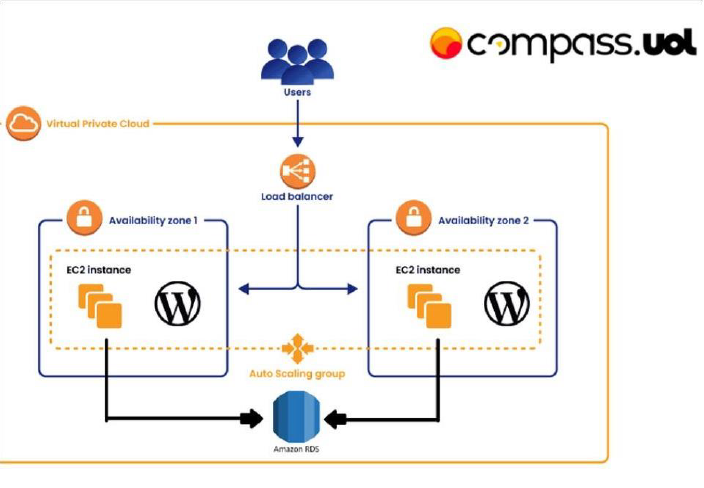 compass.uol
Users
Virtual Private Cloud
Load balancer
Availability zone 1
Availability zone 2
EC2 instance
EC2 instance
Auto Scaling group
Amazon RDS